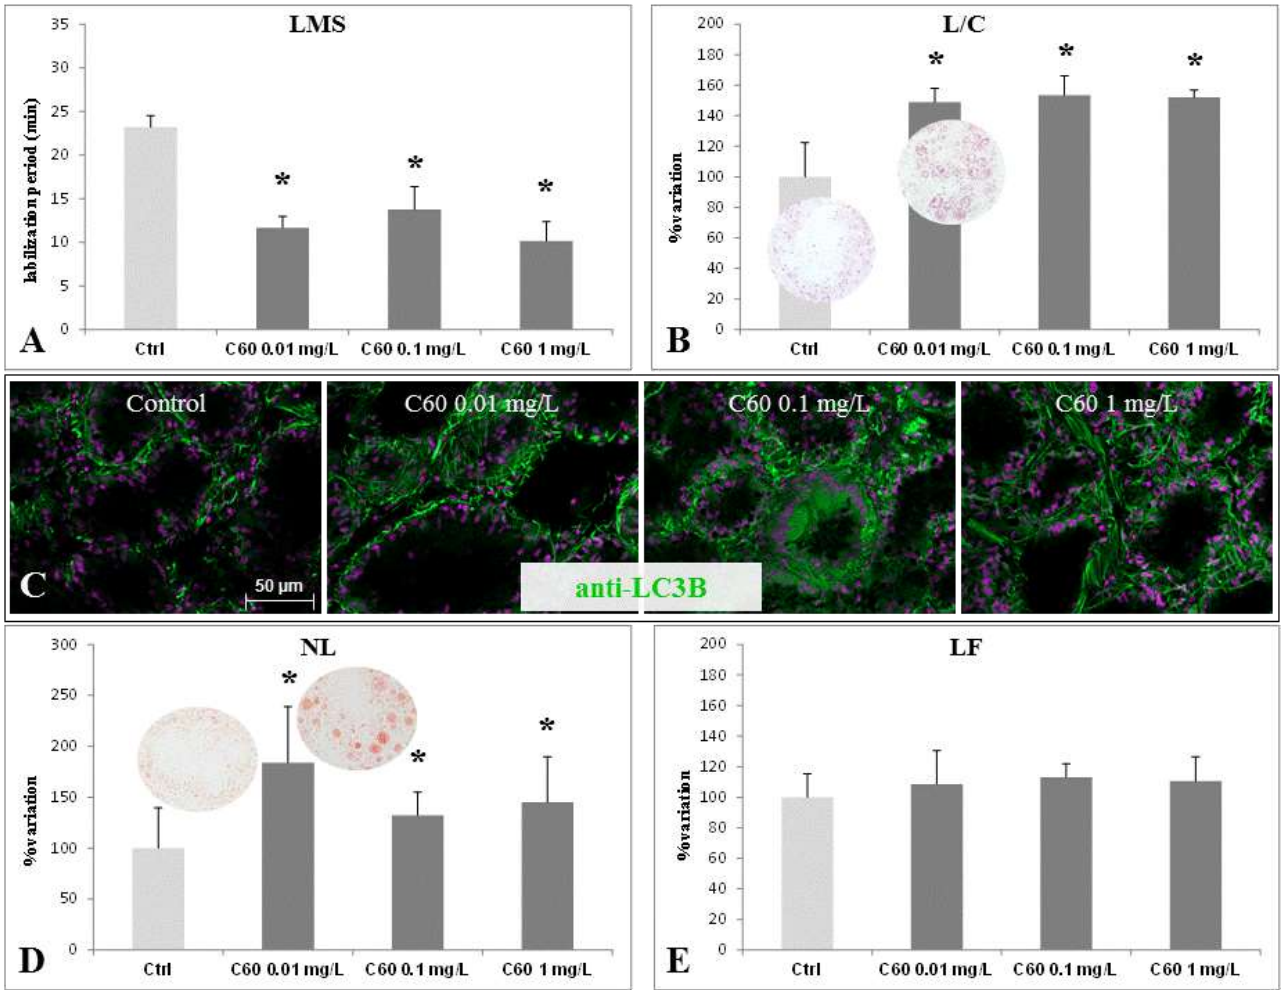 LMS
35
30
25
20
15
10
5
0
labilization period (min)
*
*
*
Ctrl C60 0.01 mg/L C60 0.1 mg/L C60 1 mg/L
A
L/C
200
180
160
140
120
100
80
60
40
20
0
%variation
*
*
*
Ctrl C60 0.01 mg/L C60 0.1 mg/L C60 1 mg/L
B
Control C60 0.01 mg/L C60 0.1 mg/L C60 1 mg/L
50 µm
C
anti-LC3B
NL
300
250
200
150
100
50
0
%variation
*
*
*
Ctrl C60 0.01 mg/L C60 0.1 mg/L C60 1 mg/L
D
LF
200
180
160
140
120
100
80
60
40
20
0
%variation
Ctrl C60 0.01 mg/L C60 0.1 mg/L C60 1 mg/L
E